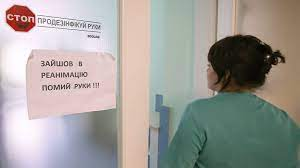 СТОП
ПРОДЕЗІНФІКУЙ РУКИ
ЗАЙШОВ В
РЕАНІМАЦІЮ
ПОМИЙ РУКИ !!!